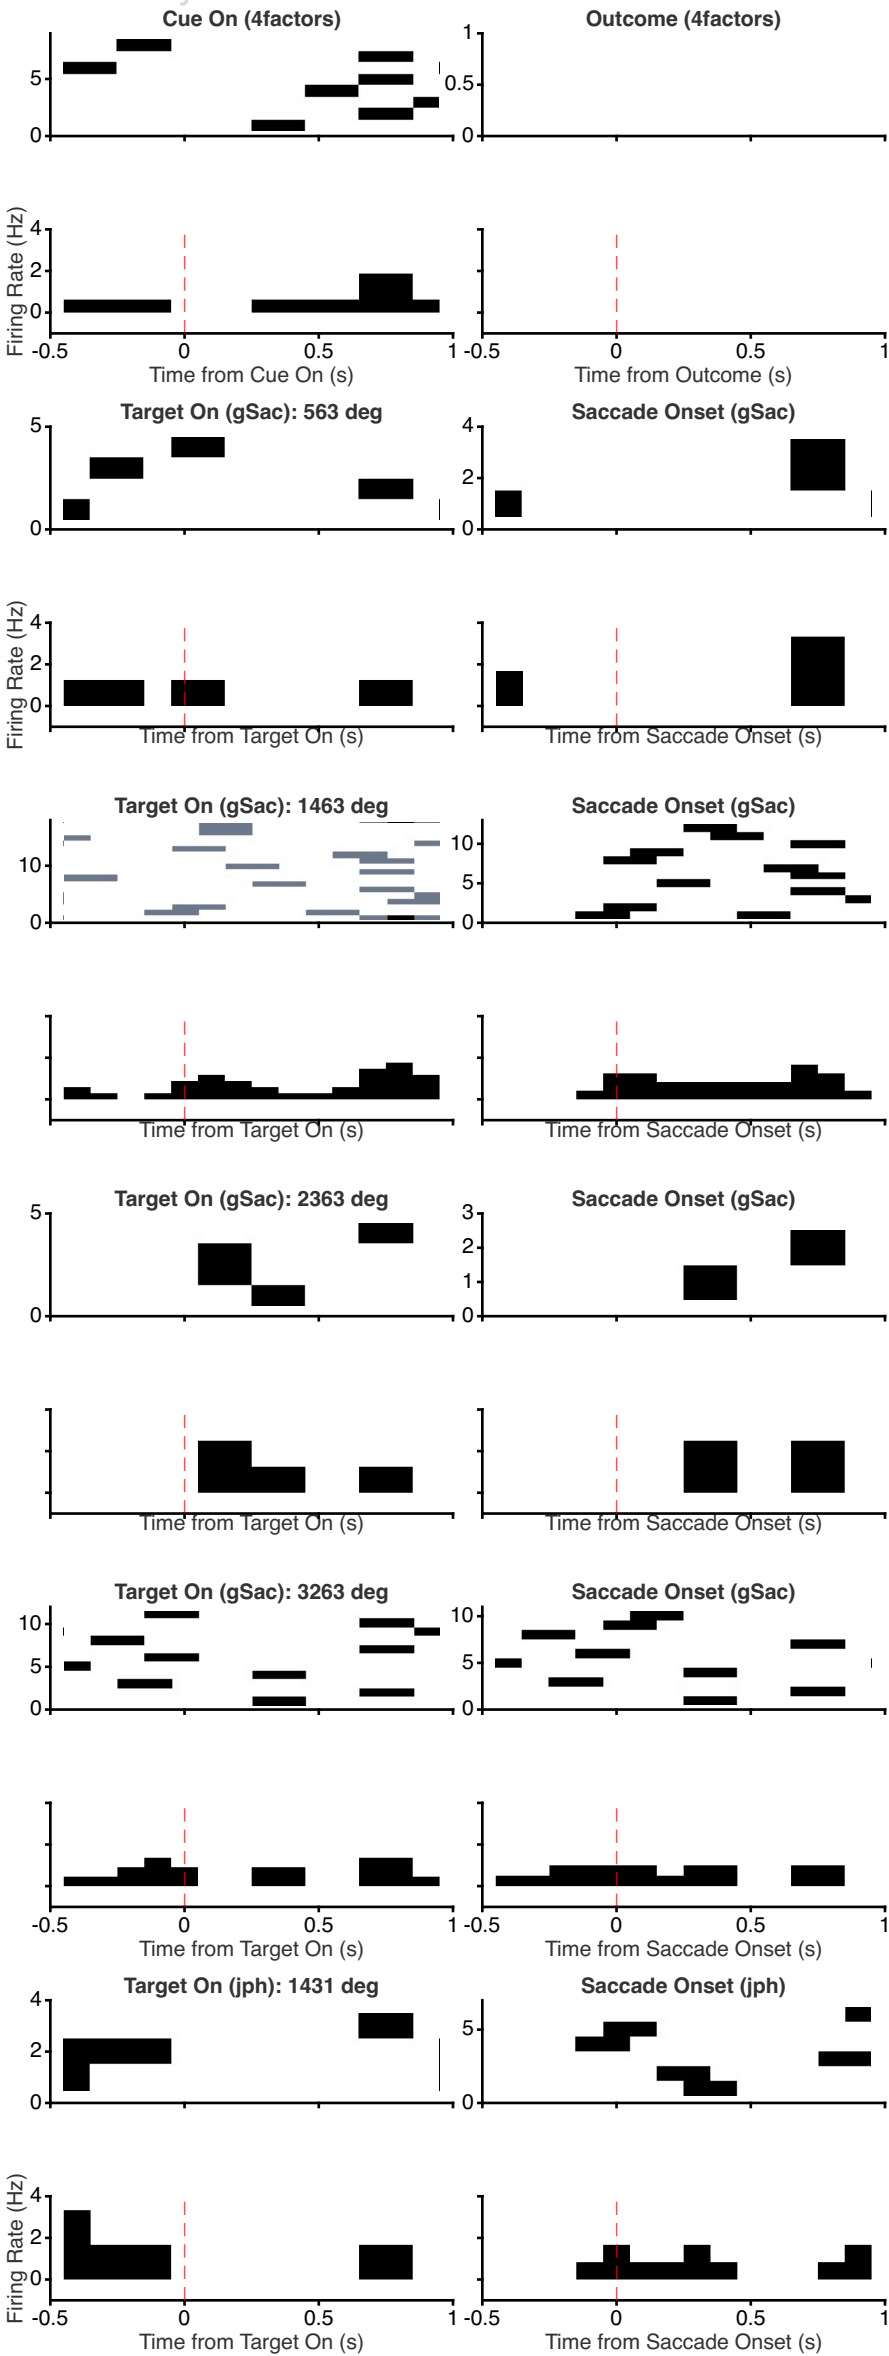 Cue On (4factors) Outcome (4factors)
5
0
1
0.5
0
Firing Rate (Hz)
4
2
0
-0.5 0 0.5 1 -0.5 0 0.5 1
Time from Cue On (s) Time from Outcome (s)
Target On (gSac): 563 deg Saccade Onset (gSac)
5
0
4
2
0
Firing Rate (Hz)
4
2
0
Time from Target On (s) Time from Saccade Onset (s)
Target On (gSac): 1463 deg Saccade Onset (gSac)
10
0
10
5
0
Time from Target On (s) Time from Saccade Onset (s)
Target On (gSac): 2363 deg Saccade Onset (gSac)
5
0
3
2
1
0
Time from Target On (s) Time from Saccade Onset (s)
Target On (gSac): 3263 deg Saccade Onset (gSac)
10
5
0
10
5
0
-0.5 0 0.5 1 -0.5 0 0.5 1
Time from Target On (s) Time from Saccade Onset (s)
Target On (jph): 1431 deg Saccade Onset (jph)
4
2
0
5
0
Firing Rate (Hz)
4
2
0
-0.5 0 0.5 1 -0.5 0 0.5 1
Time from Target On (s) Time from Saccade Onset (s)